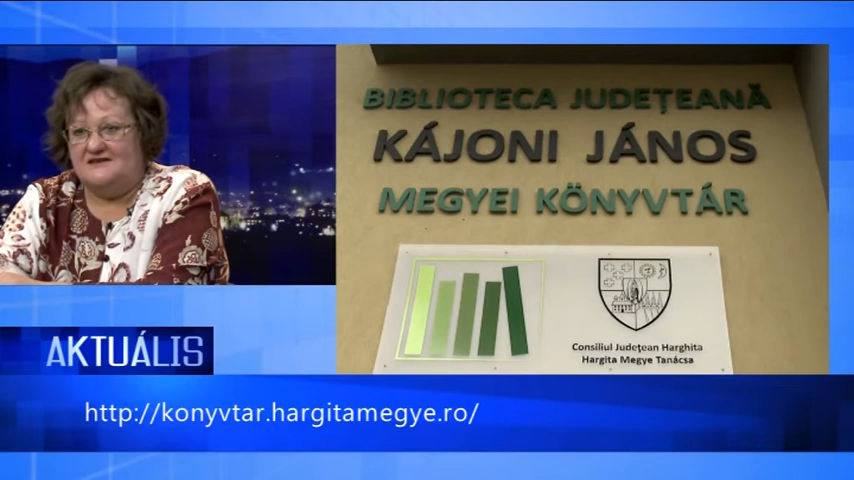 BIBLIOTECA JUDEȚEANĂ
KÁJONI JÁNOS
MEGYEI KÖNYVTÁR
Consiliul Județean Harghita
Hargita Megye Tanácsa
AKTUÁLIS
http://konyvtar.hargitamegye.ro/